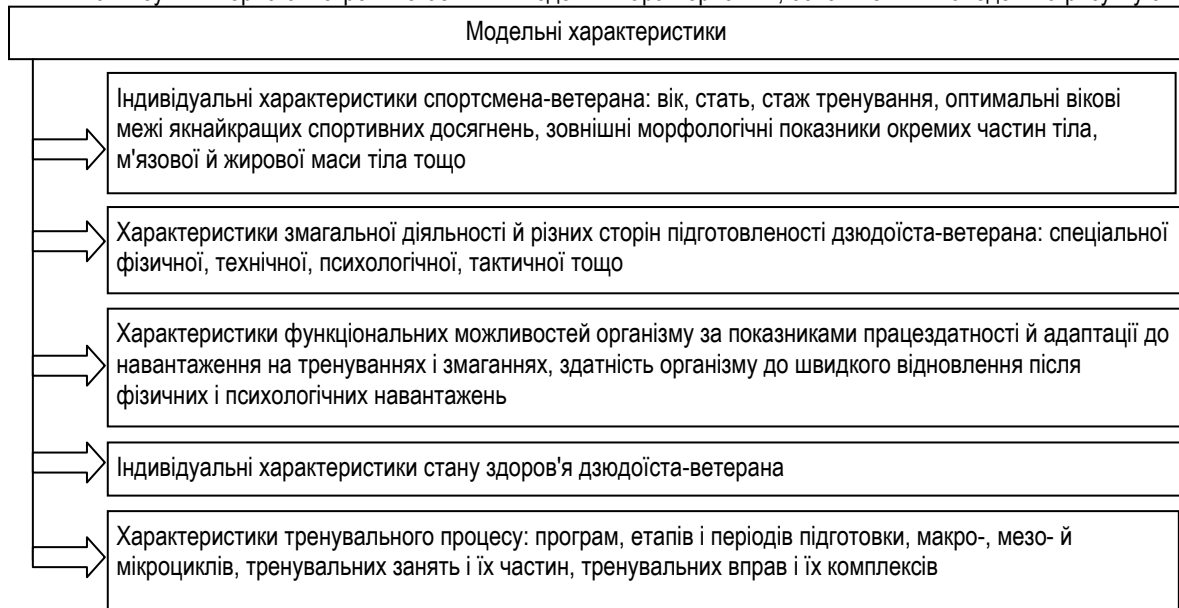 Модельні характеристики
Індивідуальні характеристики спортсмена-ветерана: вік, стать, стаж тренування, оптимальні вікові
межі якнайкращих спортивних досягнень, зовнішні морфологічні показники окремих частин тіла,
м'язової й жирової маси тіла тощо
Характеристики змагальної діяльності й різних сторін підготовленості дзюдоїста-ветерана: спеціальної
фізичної, технічної, психологічної, тактичної тощо
Характеристики функціональних можливостей організму за показниками працездатності й адаптації до
навантаження на тренуваннях і змаганнях, здатність організму до швидкого відновлення після
фізичних і психологічних навантажень
Індивідуальні характеристики стану здоров'я дзюдоїста-ветерана
Характеристики тренувального процесу: програм, етапів і періодів підготовки, макро-, мезо- й
мікроциклів, тренувальних занять і їх частин, тренувальних вправ і їх комплексів